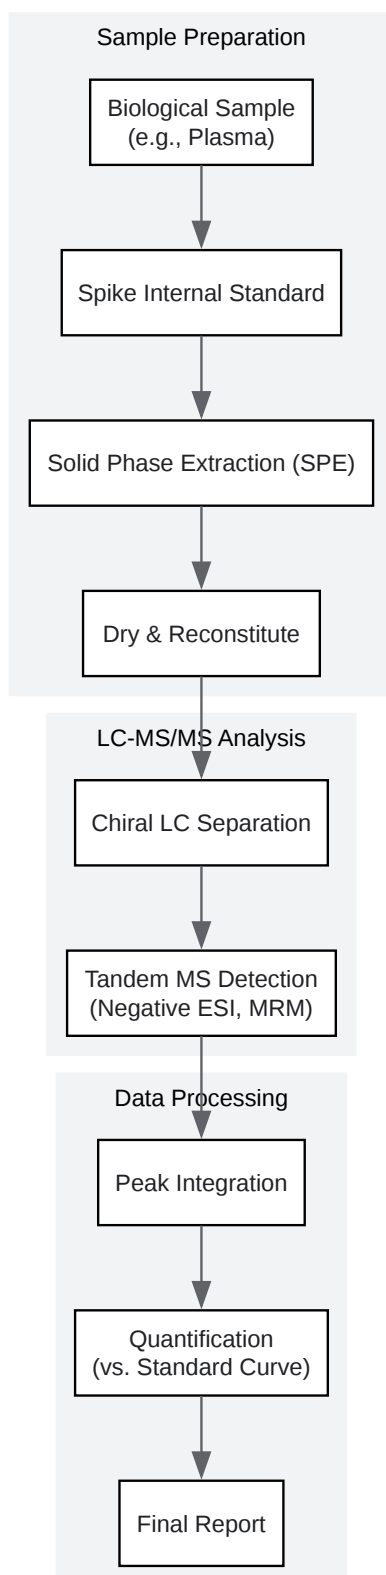 Sample Preparation
Biological Sample
(e.g., Plasma)
Spike Internal Standard
Solid Phase Extraction (SPE)
Dry & Reconstitute
LC-MS/MS Analysis
Chiral LC Separation
Tandem MS Detection
(Negative ESI, MRM)
Data Processing
Peak Integration
Quantification
(vs. Standard Curve)
Final Report